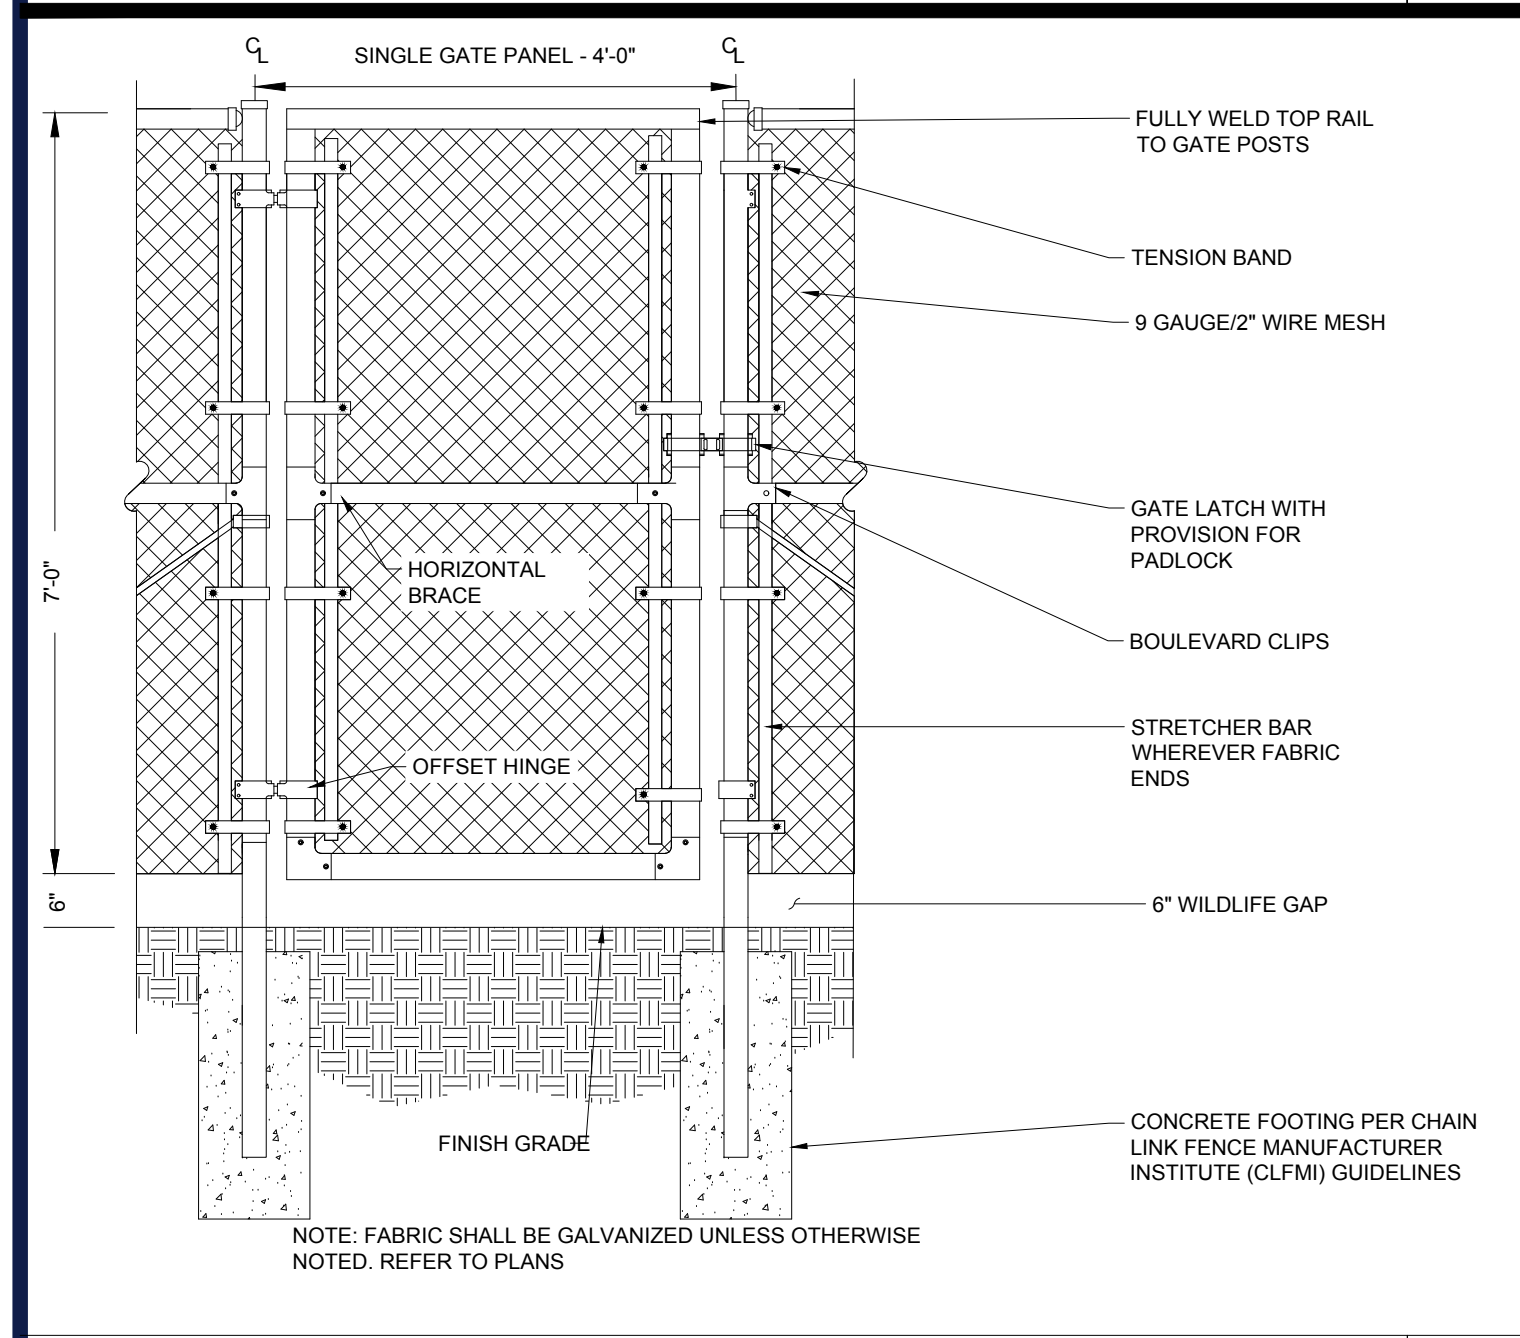 CL
SINGLE GATE PANEL - 4'-0"
CL
FULLY WELD TOP RAIL
TO GATE POSTS
TENSION BAND
9 GAUGE/2" WIRE MESH
GATE LATCH WITH
PROVISION FOR
PADLOCK
HORIZONTAL
BRACE
7'-0"
BOULEVARD CLIPS
STRETCHER BAR
WHEREVER FABRIC
ENDS
OFFSET HINGE
6"
6" WILDLIFE GAP
FINISH GRADE
CONCRETE FOOTING PER CHAIN
LINK FENCE MANUFACTURER
INSTITUTE (CLFMI) GUIDELINES
NOTE: FABRIC SHALL BE GALVANIZED UNLESS OTHERWISE
NOTED. REFER TO PLANS